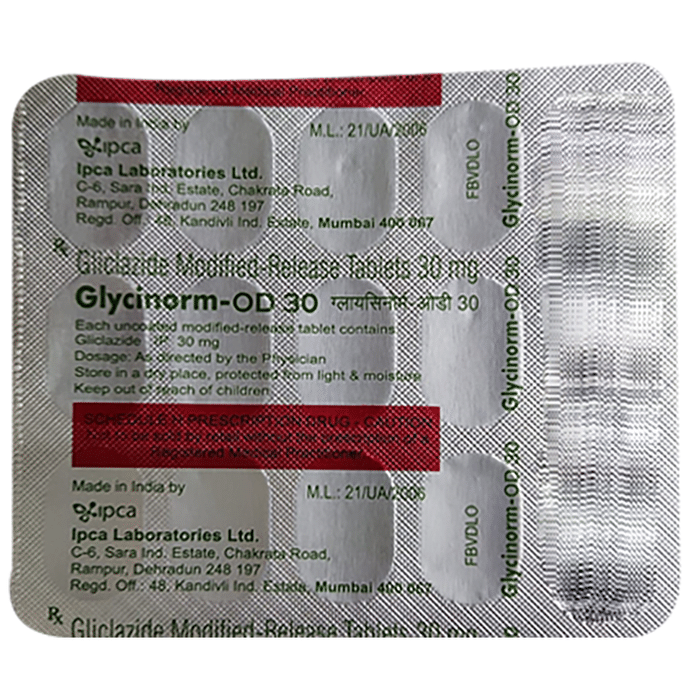 Registered Medical Practitioner
Made in India by
ipca
Ipca Laboratories Ltd.
C-6, Sara Ind. Estate, Chakrata Road,
Rampur, Dehradun 248 197
Regd. Off.: 48, Kandivli Ind. Estate, Mumbai 400 067
M.L.: 21/UA/2006
FBVDLO
Glycinorm-OD 30
Rx
Gliclazide Modified-Release Tablets 30 mg
Glycinorm-OD 30 ग्लायसिनोर्म-ओडी 30
Each uncoated modified-release tablet contains:
Gliclazide IP 30 mg
Dosage: As directed by the Physician
Store in a dry place, protected from light & moisture
Keep out of reach of children
Glycinorm-OD 30
SCHEDULE H PRESCRIPTION DRUG - CAUTION
Not to be sold by retail without the prescription of a
Registered Medical Practitioner
Made in India by
ipca
Ipca Laboratories Ltd.
C-6, Sara Ind. Estate, Chakrata Road,
Rampur, Dehradun 248 197
Regd. Off.: 48, Kandivli Ind. Estate, Mumbai 400 067
M.L.: 21/UA/2006
FBVDLO
Glycinorm-OD 30
Rx
Gliclazide Modified-Release Tablets 30 mg